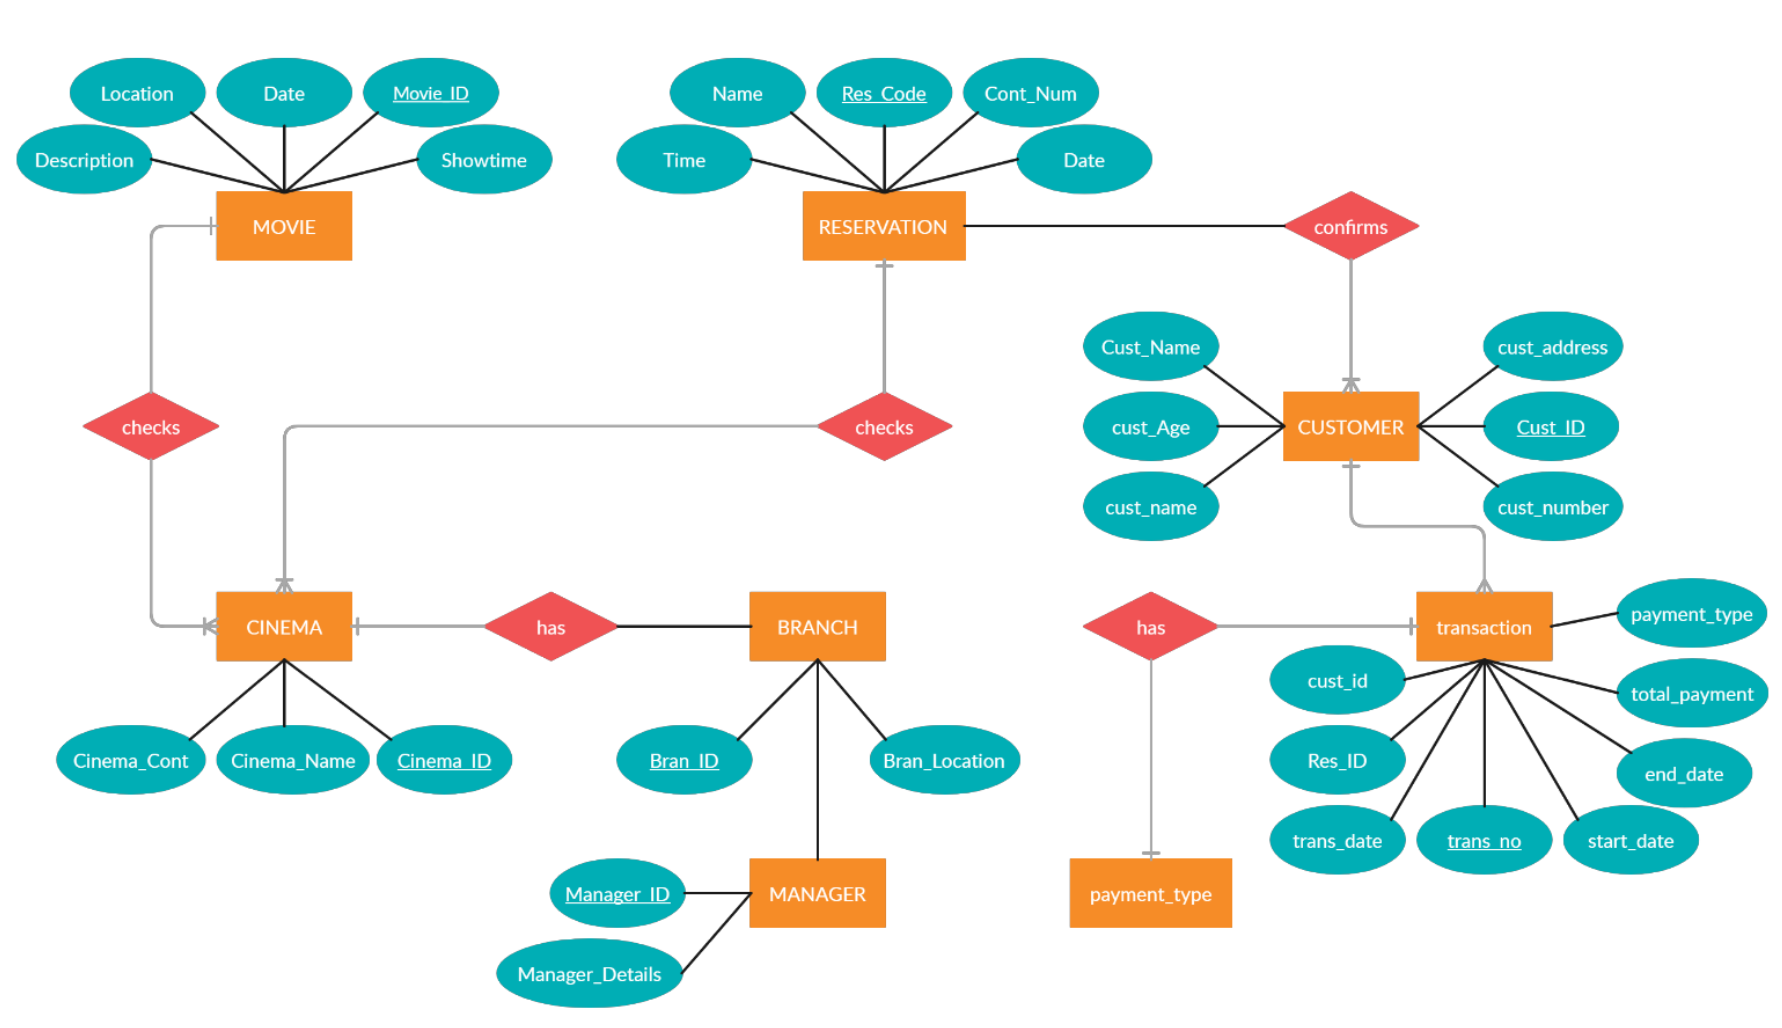 Location
Date
Movie_ID
Description
Showtime
MOVIE
Name
Res_Code
Cont_Num
Time
Date
RESERVATION
confirms
checks
checks
Cust_Name
cust_address
cust_Age
CUSTOMER
Cust_ID
cust_name
cust_number
CINEMA
has
BRANCH
has
transaction
payment_type
cust_id
total_payment
Cinema_Cont
Cinema_Name
Cinema_ID
Bran_ID
Bran_Location
Res_ID
end_date
trans_date
trans_no
start_date
Manager_ID
MANAGER
payment_type
Manager_Details